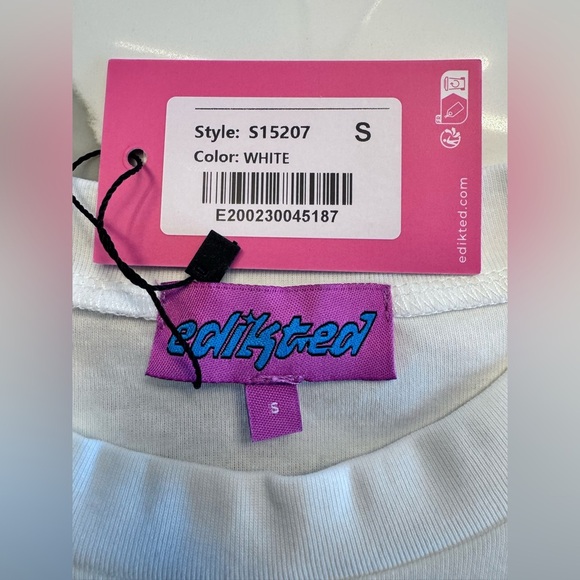 Style: S15207 S
Color: WHITE
E200230045187
edikted.com
edikted
S